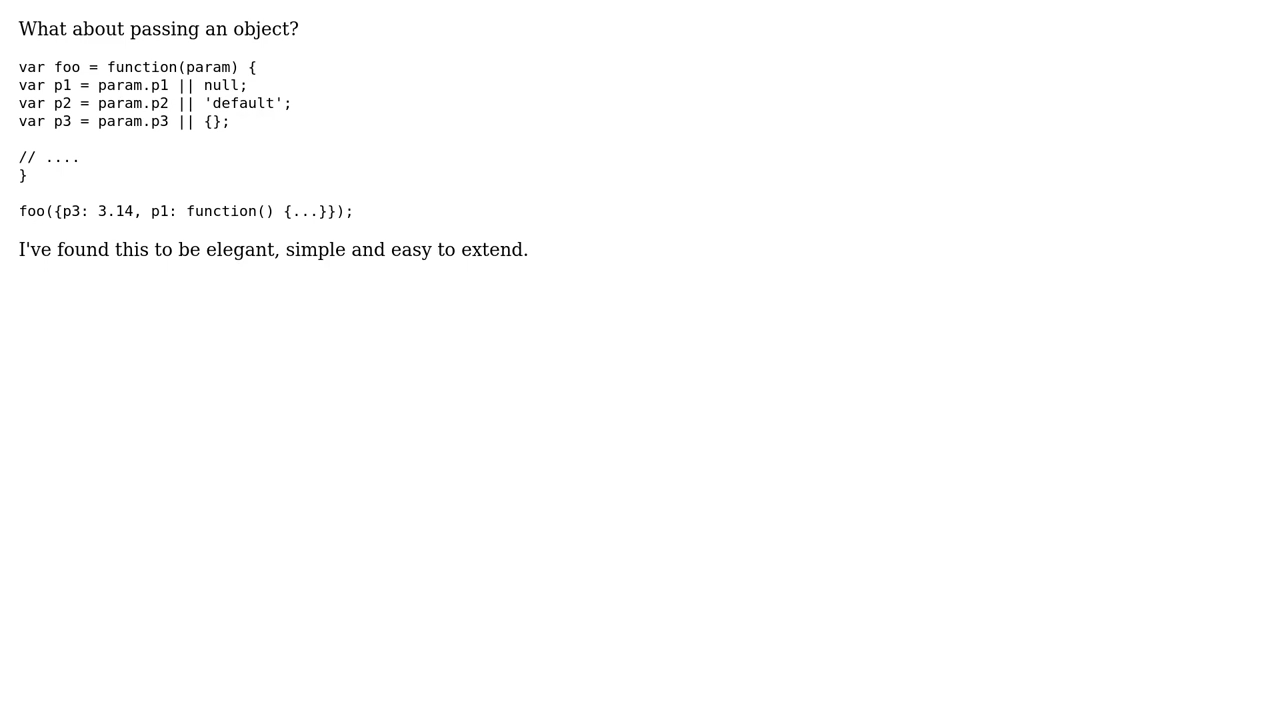 What about passing an object?
var foo = function(param) {
var p1 = param.p1 || null;
var p2 = param.p2 || 'default';
var p3 = param.p3 || {};
// ....
}
foo({p3: 3.14, p1: function() {...}});
I've found this to be elegant, simple and easy to extend.